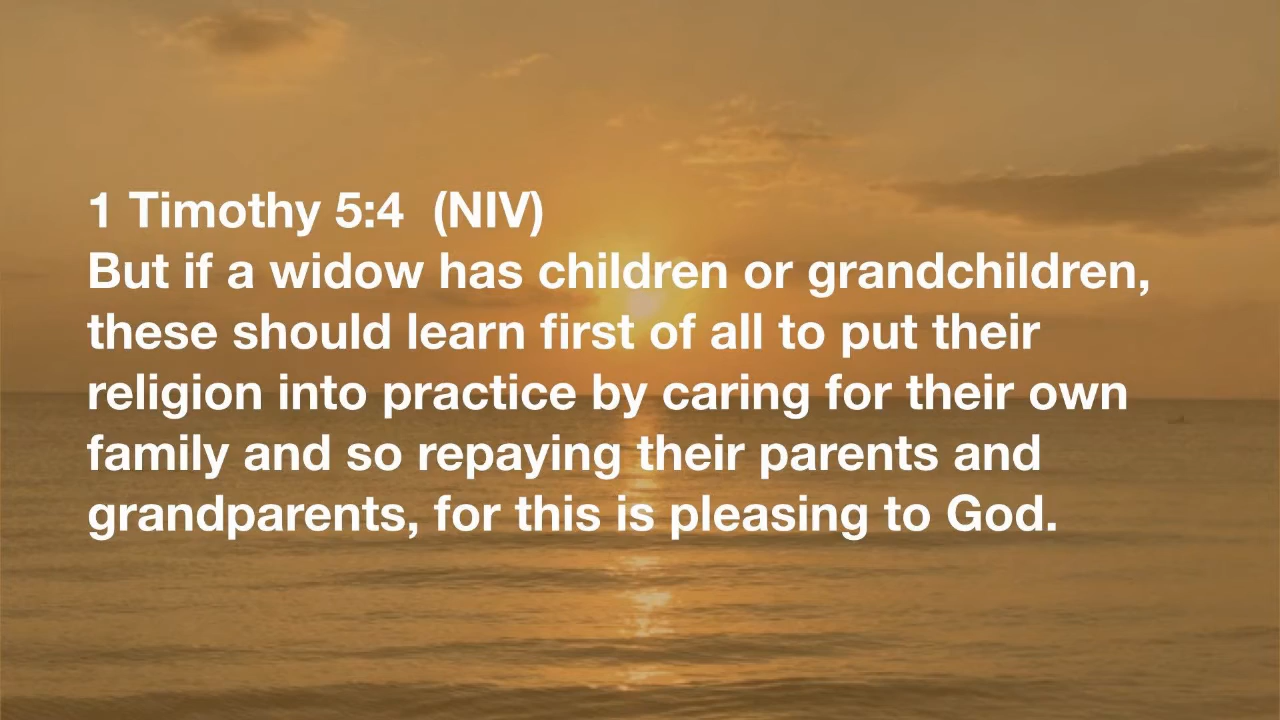 1 Timothy 5:4  (NIV)
But if a widow has children or grandchildren,
these should learn first of all to put their
religion into practice by caring for their own
family and so repaying their parents and
grandparents, for this is pleasing to God.